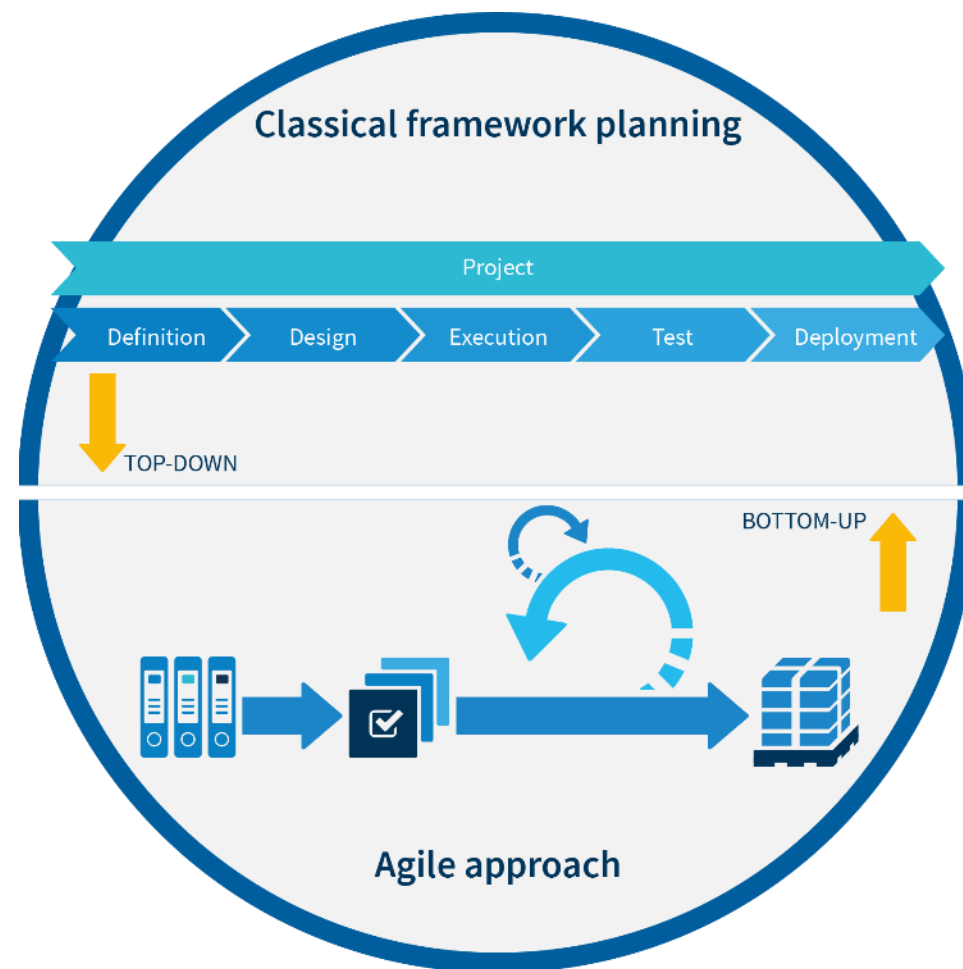 Classical framework planning
Project
Definition
Design
Execution
Test
Deployment
TOP-DOWN
BOTTOM-UP
Agile approach